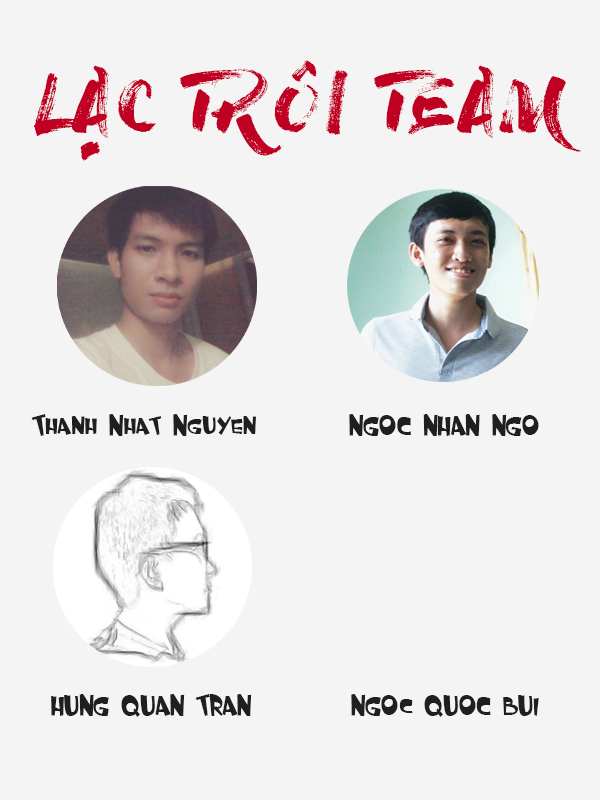 LẠC TRÔI TEAM
THANH NHAT NGUYEN
NGOC NHAN NGO
HUNG QUAN TRAN
NGOC QUOC BUI